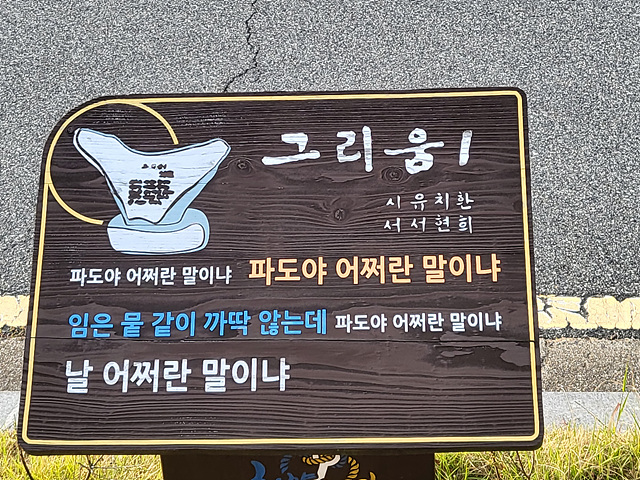 그리움 1
시 유치환
서 서현희
파도야 어쩌란 말이냐 파도야 어쩌란 말이냐
임은 뭍 같이 까딱 않는데 파도야 어쩌란 말이냐
날 어쩌란 말이냐